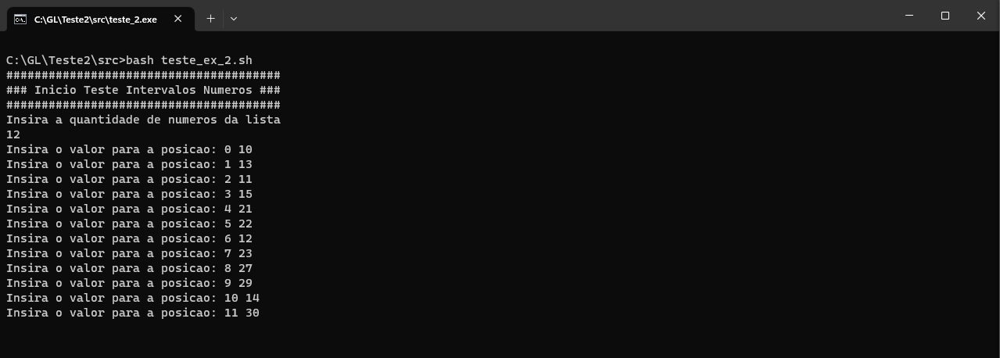 C:\GL\Teste2\src\teste_2.exe
C:\GL\Teste2\src>bash teste_ex_2.sh
#######################################
### Inicio Teste Intervalos Numeros ###
#######################################
Insira a quantidade de numeros da lista
12
Insira o valor para a posicao: 0 10
Insira o valor para a posicao: 1 13
Insira o valor para a posicao: 2 11
Insira o valor para a posicao: 3 15
Insira o valor para a posicao: 4 21
Insira o valor para a posicao: 5 22
Insira o valor para a posicao: 6 12
Insira o valor para a posicao: 7 23
Insira o valor para a posicao: 8 27
Insira o valor para a posicao: 9 29
Insira o valor para a posicao: 10 14
Insira o valor para a posicao: 11 30